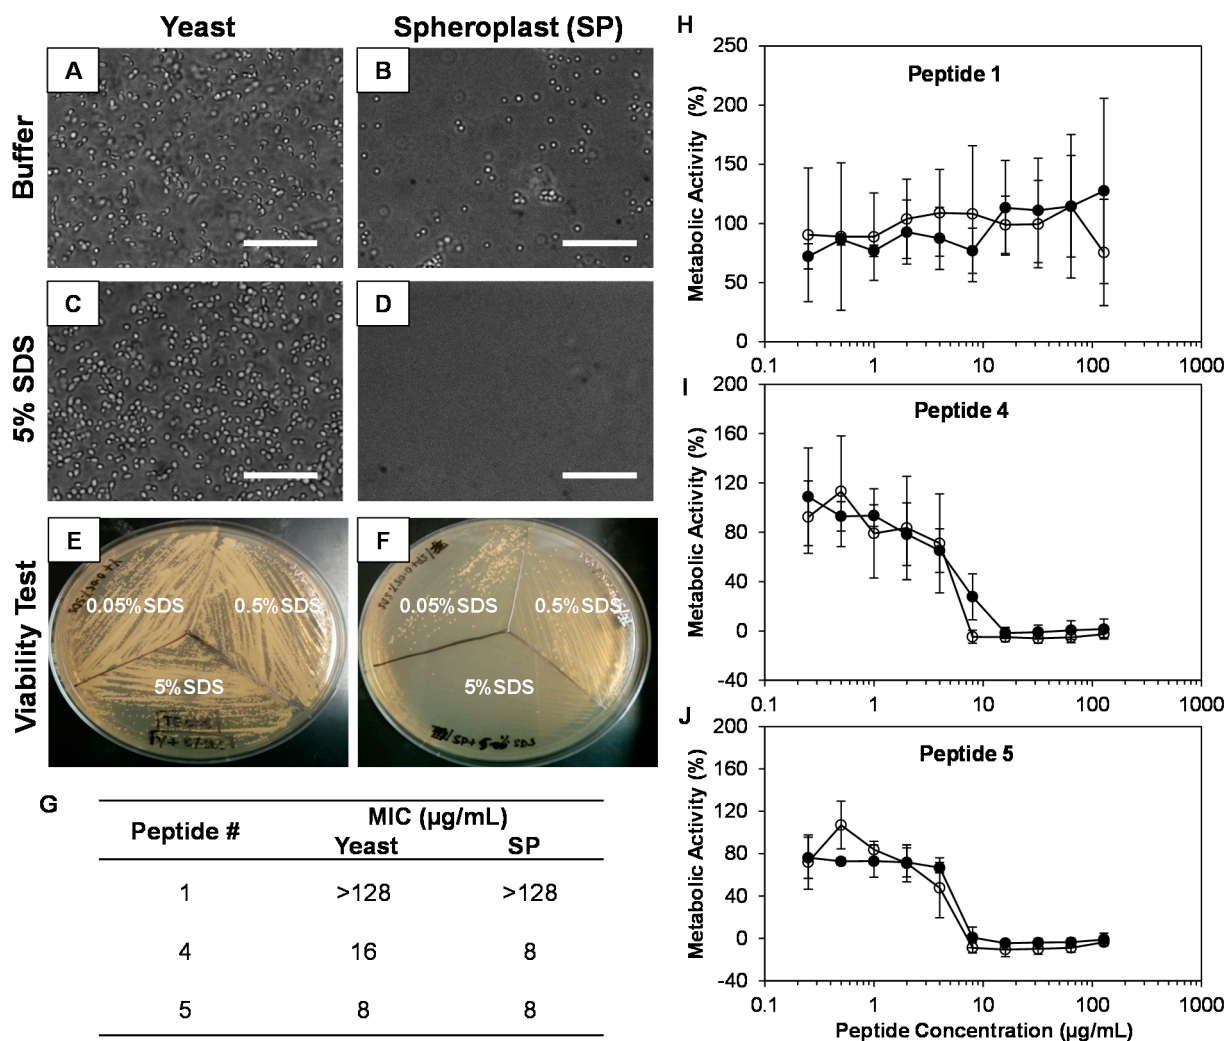 Yeast
Spheroplast (SP)
Buffer
A
B
5% SDS
C
D
Viability Test
E
0.05%SDS
0.5%SDS
5%SDS
F
0.05%SDS
0.5%SDS
5%SDS
G
Peptide #
MIC (µg/mL)
Yeast
SP
1 >128 >128
4 16 8
5 8 8
H
Peptide 1
Metabolic Activity (%)
250
200
150
100
50
0
0.1 1 10 100 1000
I
Peptide 4
Metabolic Activity (%)
200
160
120
80
40
0
-40
0.1 1 10 100 1000
J
Peptide 5
Metabolic Activity (%)
200
160
120
80
40
0
-40
0.1 1 10 100 1000
Peptide Concentration (µg/mL)